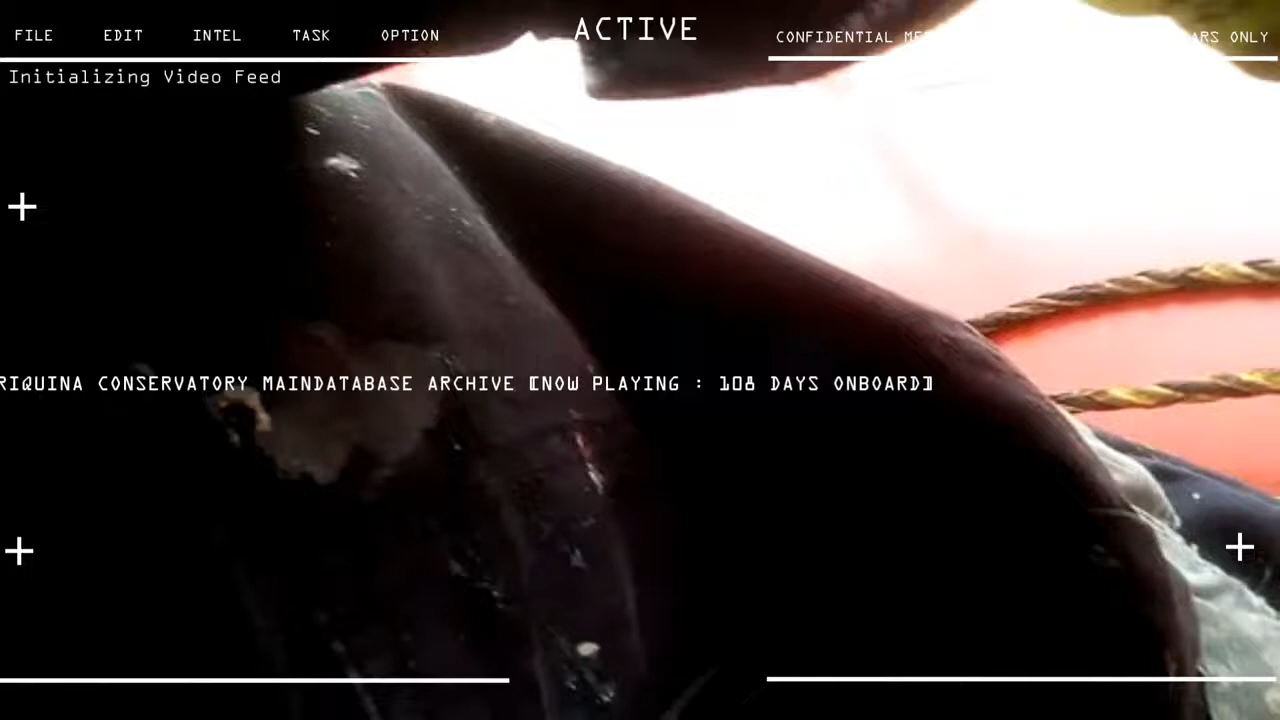 FILE EDIT INTEL TASK OPTION
ACTIVE
CONFIDENTIAL ONLY
Initializing Video Feed
RIQUINA CONSERVATORY MAINDATABASE ARCHIVE [NOW PLAYING : 108 DAYS ONBOARD]